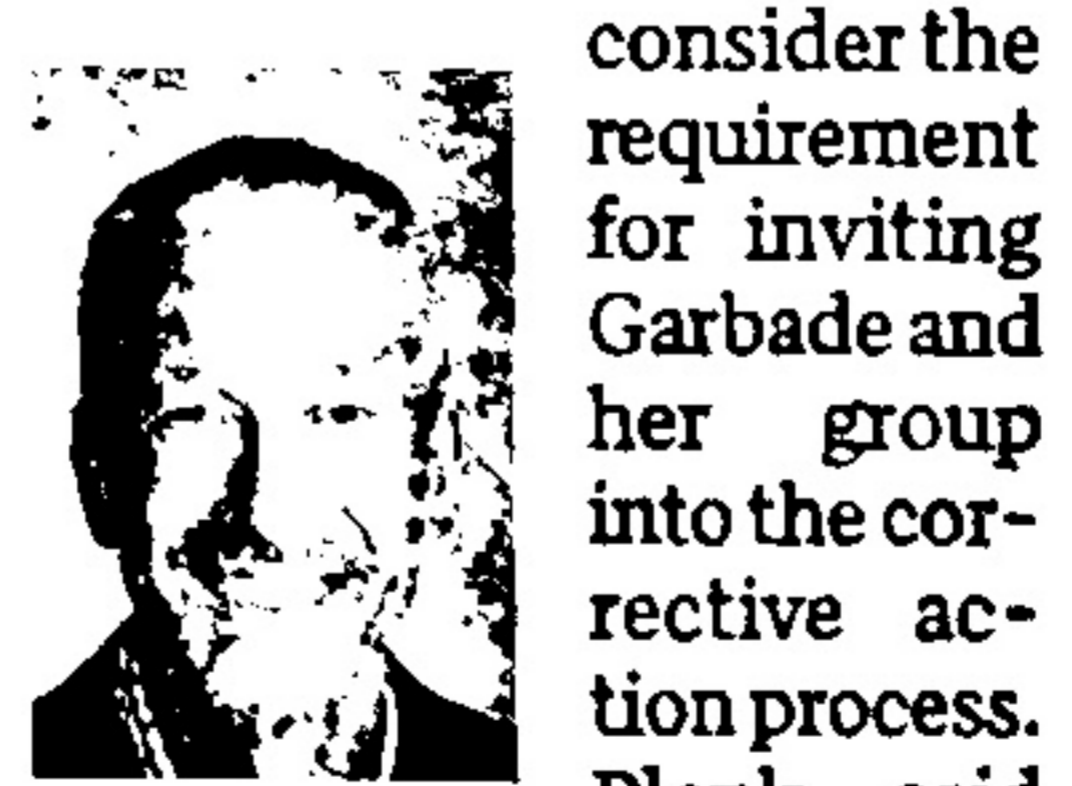 consider the
requirement
for inviting
Garbade and
her group
into the cor-
rective ac-
tion process.